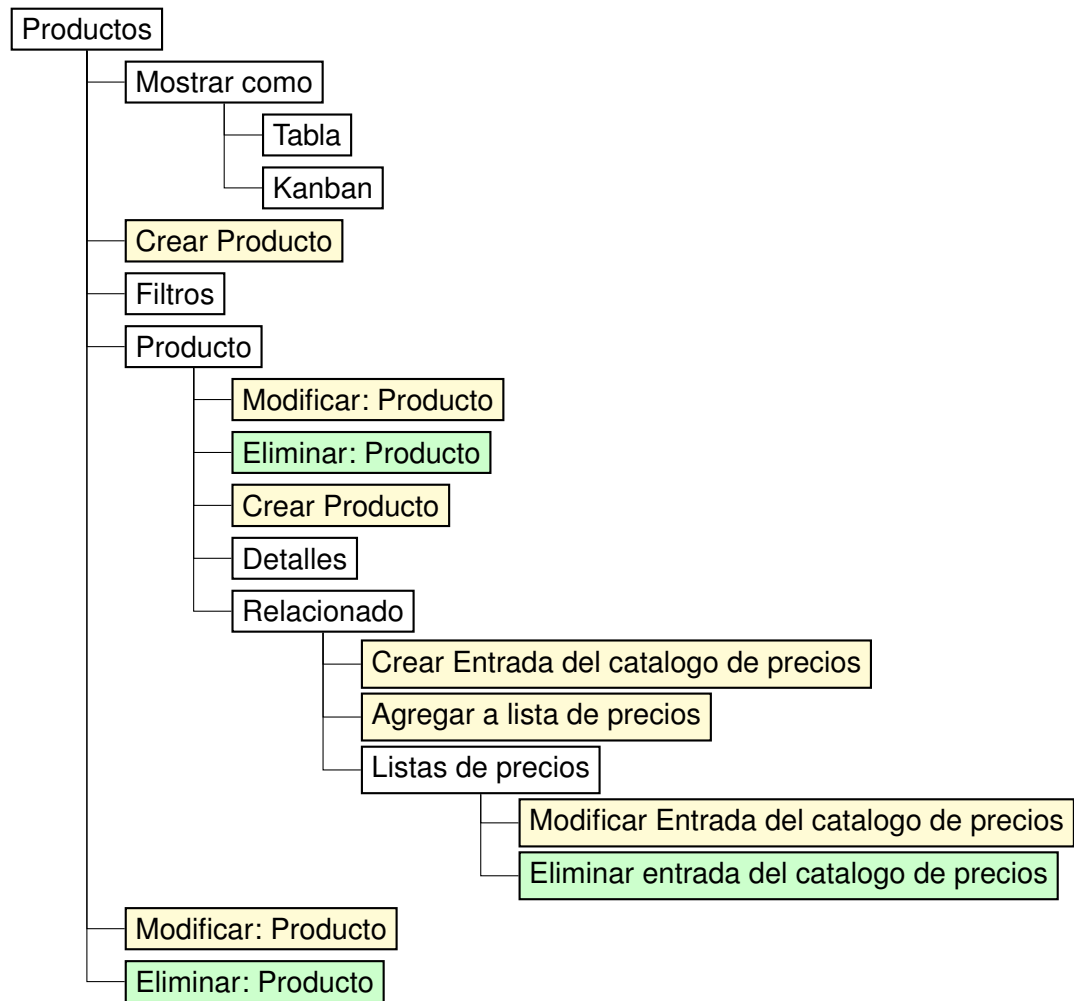 Productos
Mostrar como
Tabla
Kanban
Crear Producto
Filtros
Producto
Modificar: Producto
Eliminar: Producto
Crear Producto
Detalles
Relacionado
Crear Entrada del catalogo de precios
Agregar a lista de precios
Listas de precios
Modificar Entrada del catalogo de precios
Eliminar entrada del catalogo de precios
Modificar: Producto
Eliminar: Producto